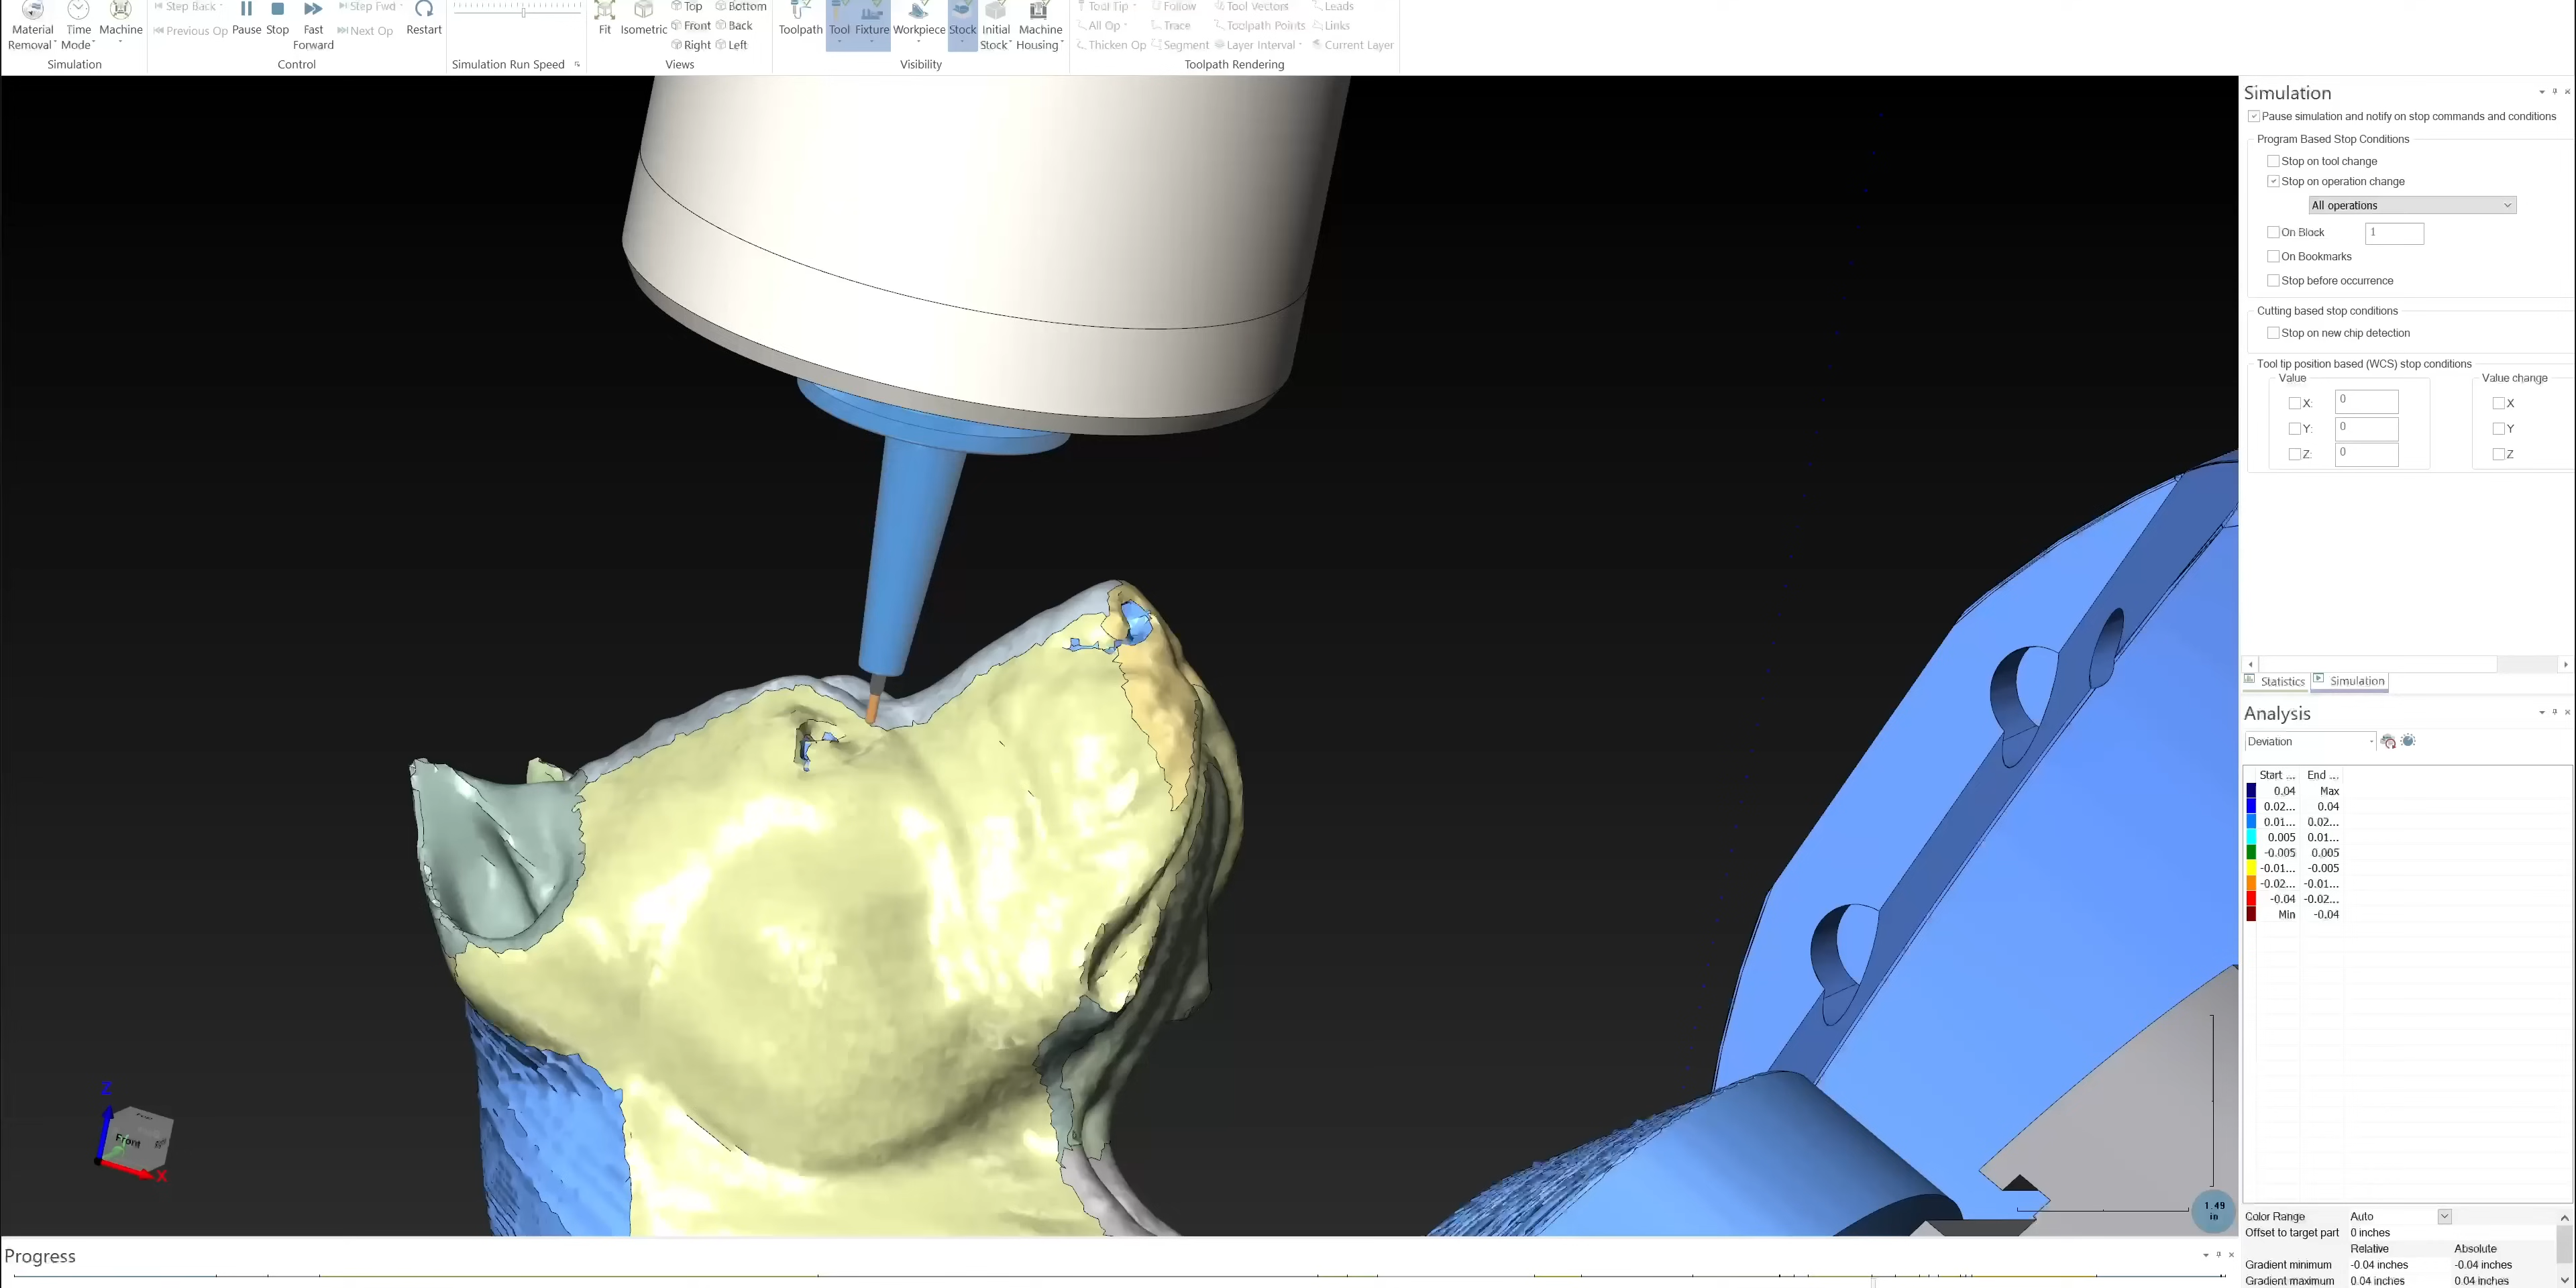 Step Back
Step Fwd
Top
Bottom
Tool Tip
Follow
Tool Vectors
Leads
Material Removal
Time Mode
Machine
Previous Op
Pause
Stop
Fast Forward
Next Op
Restart
Fit
Isometric
Front
Back
Toolpath
Tool
Fixture
Workpiece
Stock
Initial Stock
Machine Housing
All Op
Trace
Toolpath Points
Links
Right
Left
Thicken Op
Segment
Layer Interval
Current Layer
Simulation
Control
Simulation Run Speed
Views
Visibility
Toolpath Rendering
Simulation
Pause simulation and notify on stop commands and conditions
Program Based Stop Conditions
Stop on tool change
Stop on operation change
All operations
On Block 1
On Bookmarks
Stop before occurrence
Cutting based stop conditions
Stop on new chip detection
Tool tip position based (WCS) stop conditions
Value
Value change
X: 0
X
Y: 0
Y
Z: 0
Z
Statistics
Simulation
Analysis
Deviation
Start ... End ...
0.04 Max
0.02... 0.04
0.01... 0.02...
0.005 0.01...
-0.005 0.005
-0.01... -0.005
-0.02... -0.01...
-0.04 -0.02...
Min -0.04
Z
Front
X
1.49
in
Color Range Auto
Offset to target part 0 inches
Relative Absolute
Gradient minimum -0.04 inches -0.04 inches
Gradient maximum 0.04 inches 0.04 inches
Progress